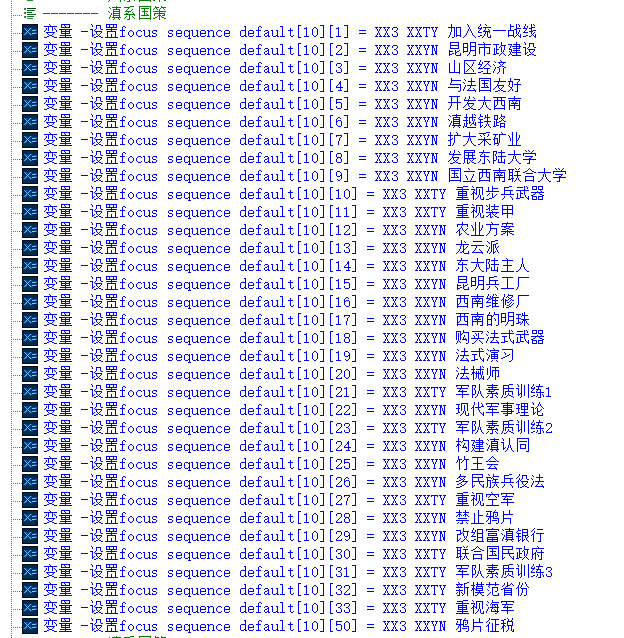 ------- 滇系国策
变量 -设置focus sequence default[10][1] = XX3 XXTY 加入统一战线
变量 -设置focus sequence default[10][2] = XX3 XXYN 昆明市政建设
变量 -设置focus sequence default[10][3] = XX3 XXYN 山区经济
变量 -设置focus sequence default[10][4] = XX3 XXYN 与法国友好
变量 -设置focus sequence default[10][5] = XX3 XXYN 开发大西南
变量 -设置focus sequence default[10][6] = XX3 XXYN 滇越铁路
变量 -设置focus sequence default[10][7] = XX3 XXYN 扩大采矿业
变量 -设置focus sequence default[10][8] = XX3 XXYN 发展东陆大学
变量 -设置focus sequence default[10][9] = XX3 XXYN 国立西南联合大学
变量 -设置focus sequence default[10][10] = XX3 XXTY 重视步兵武器
变量 -设置focus sequence default[10][11] = XX3 XXTY 重视装甲
变量 -设置focus sequence default[10][12] = XX3 XXYN 农业方案
变量 -设置focus sequence default[10][13] = XX3 XXYN 龙云派
变量 -设置focus sequence default[10][14] = XX3 XXYN 东大陆主人
变量 -设置focus sequence default[10][15] = XX3 XXYN 昆明兵工厂
变量 -设置focus sequence default[10][16] = XX3 XXYN 西南维修厂
变量 -设置focus sequence default[10][17] = XX3 XXYN 西南的明珠
变量 -设置focus sequence default[10][18] = XX3 XXYN 购买法式武器
变量 -设置focus sequence default[10][19] = XX3 XXYN 法式演习
变量 -设置focus sequence default[10][20] = XX3 XXYN 法械师
变量 -设置focus sequence default[10][21] = XX3 XXTY 军队素质训练1
变量 -设置focus sequence default[10][22] = XX3 XXYN 现代军事理论
变量 -设置focus sequence default[10][23] = XX3 XXTY 军队素质训练2
变量 -设置focus sequence default[10][24] = XX3 XXYN 构建滇认同
变量 -设置focus sequence default[10][25] = XX3 XXYN 竹王会
变量 -设置focus sequence default[10][26] = XX3 XXYN 多民族兵役法
变量 -设置focus sequence default[10][27] = XX3 XXTY 重视空军
变量 -设置focus sequence default[10][28] = XX3 XXYN 禁止鸦片
变量 -设置focus sequence default[10][29] = XX3 XXYN 改组富滇银行
变量 -设置focus sequence default[10][30] = XX3 XXTY 联合国民政府
变量 -设置focus sequence default[10][31] = XX3 XXTY 军队素质训练3
变量 -设置focus sequence default[10][32] = XX3 XXTY 新模范省份
变量 -设置focus sequence default[10][33] = XX3 XXTY 重视海军
变量 -设置focus sequence default[10][50] = XX3 XXYN 鸦片征税